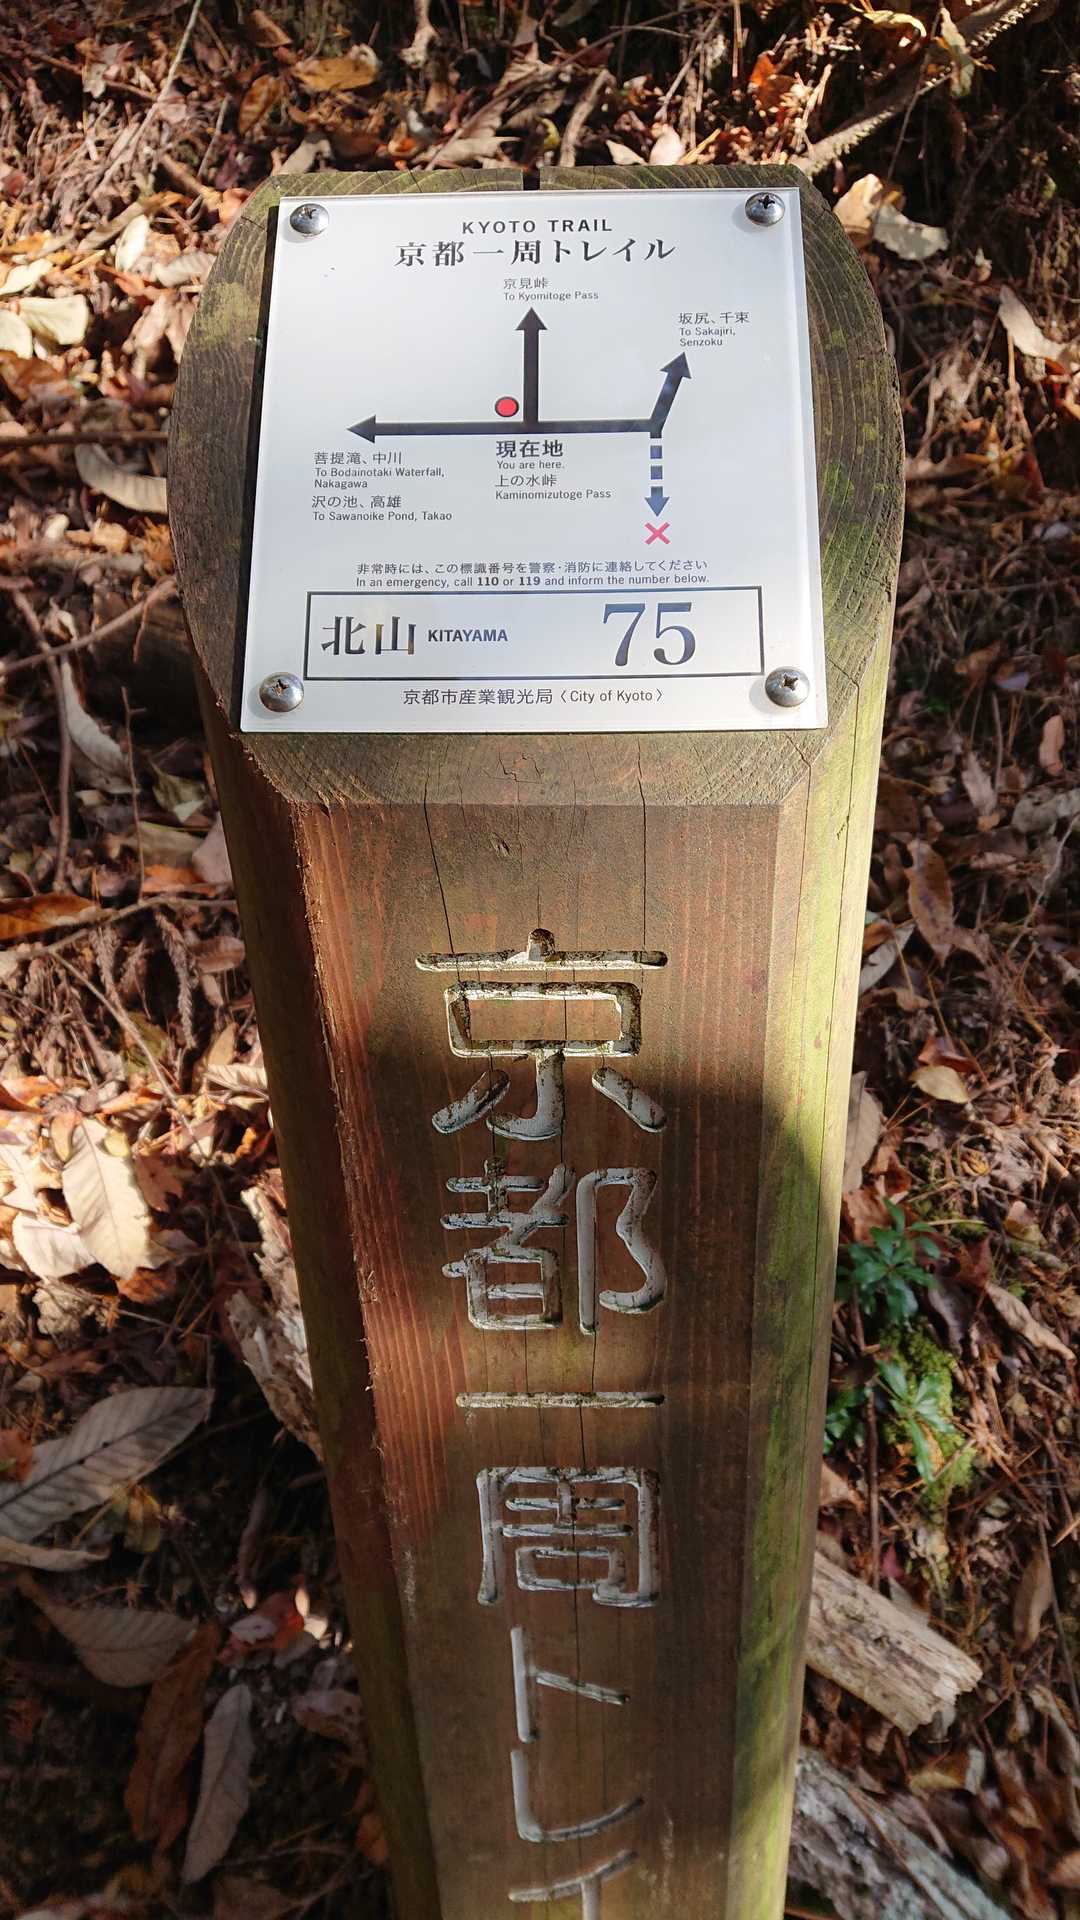 KYOTO TRAIL
京都一周トレイル
京見峠
To Kyomitoge Pass
坂尻、千束
To Sakajiri,
Senzoku
菩提滝、中川
To Bodainotaki Waterfall,
Nakagawa
沢の池、高雄
To Sawanoike Pond, Takao
現在地
You are here.
上の水峠
Kaminomizutoge Pass
非常時には、この標識番号を警察・消防に連絡してください
In an emergency, call 110 or 119 and inform the number below.
北山 KITAYAMA 75
京都市産業観光局〈City of Kyoto〉
京都一周トレイ